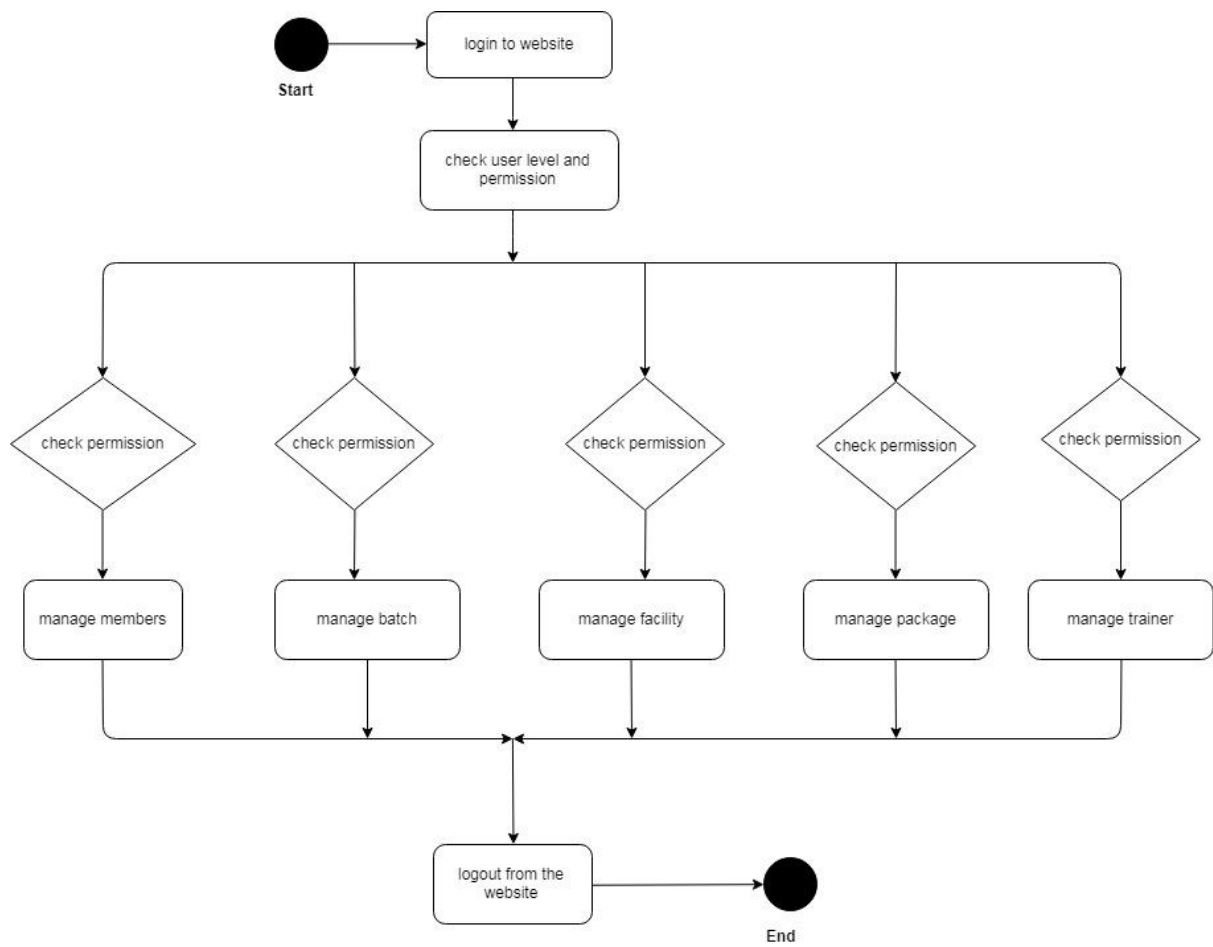 login to website
Start
check user level and
permission
check permission
check permission
check permission
check permission
check permission
manage members
manage batch
manage facility
manage package
manage trainer
logout from the
website
End